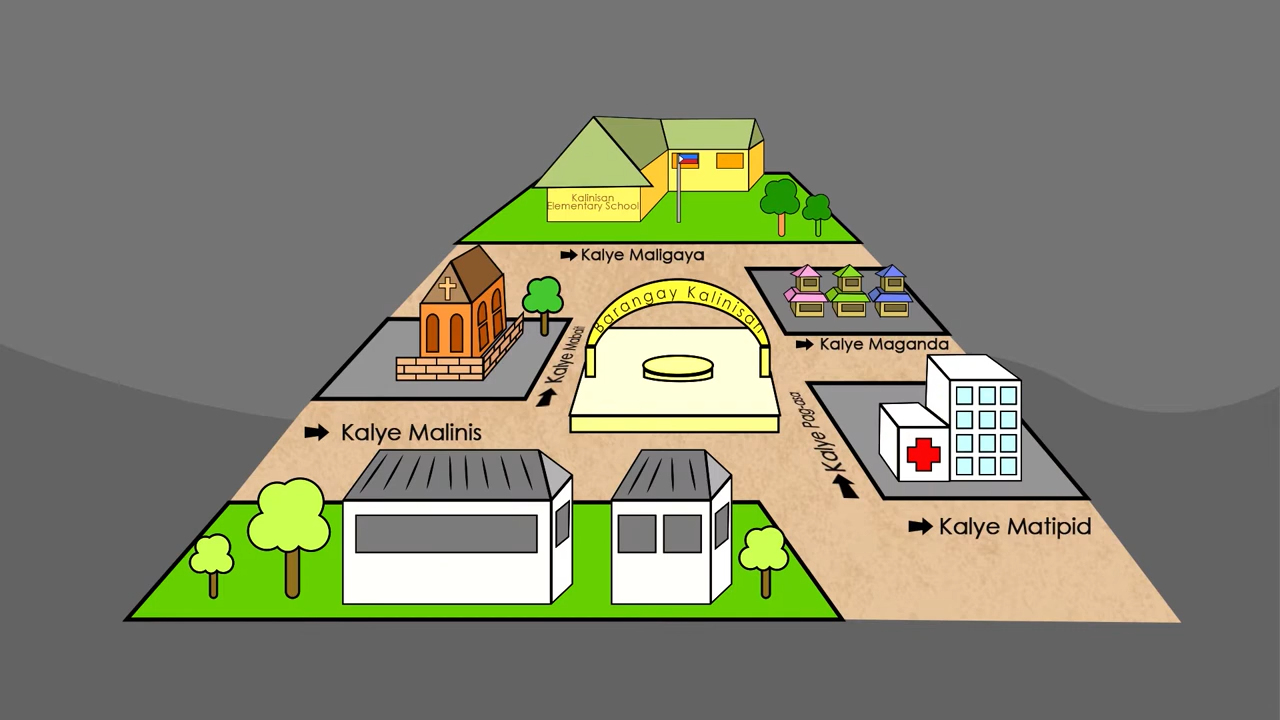 Kalinisan
Elementary School
Kalye Maligaya
Barangay Kalinisan
Kalye Mabait
Kalye Maganda
Kalye Pag-asa
Kalye Malinis
Kalye Matipid